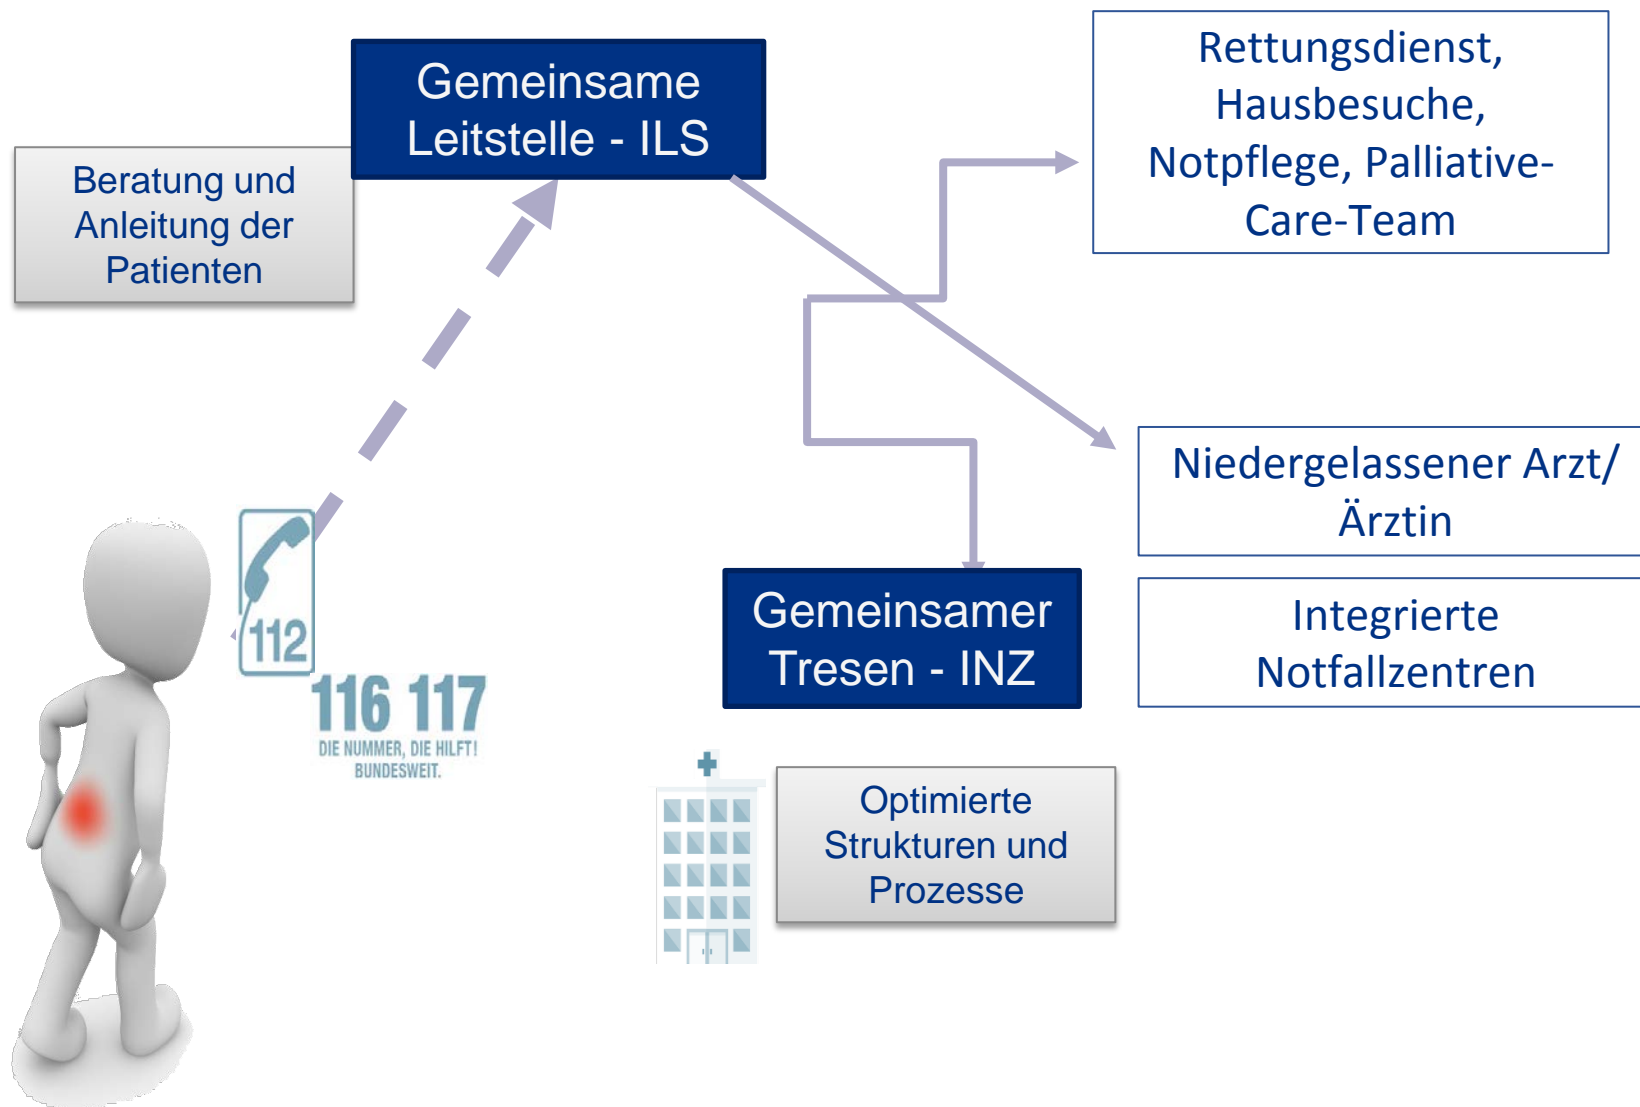 Gemeinsame
Leitstelle - ILS
Beratung und
Anleitung der
Patienten
Rettungsdienst,
Hausbesuche,
Notpflege, Palliative-
Care-Team
Niedergelassener Arzt/
Ärztin
112
116 117
DIE NUMMER, DIE HILFT!
BUNDESWEIT.
Gemeinsamer
Tresen - INZ
Integrierte
Notfallzentren
Optimierte
Strukturen und
Prozesse